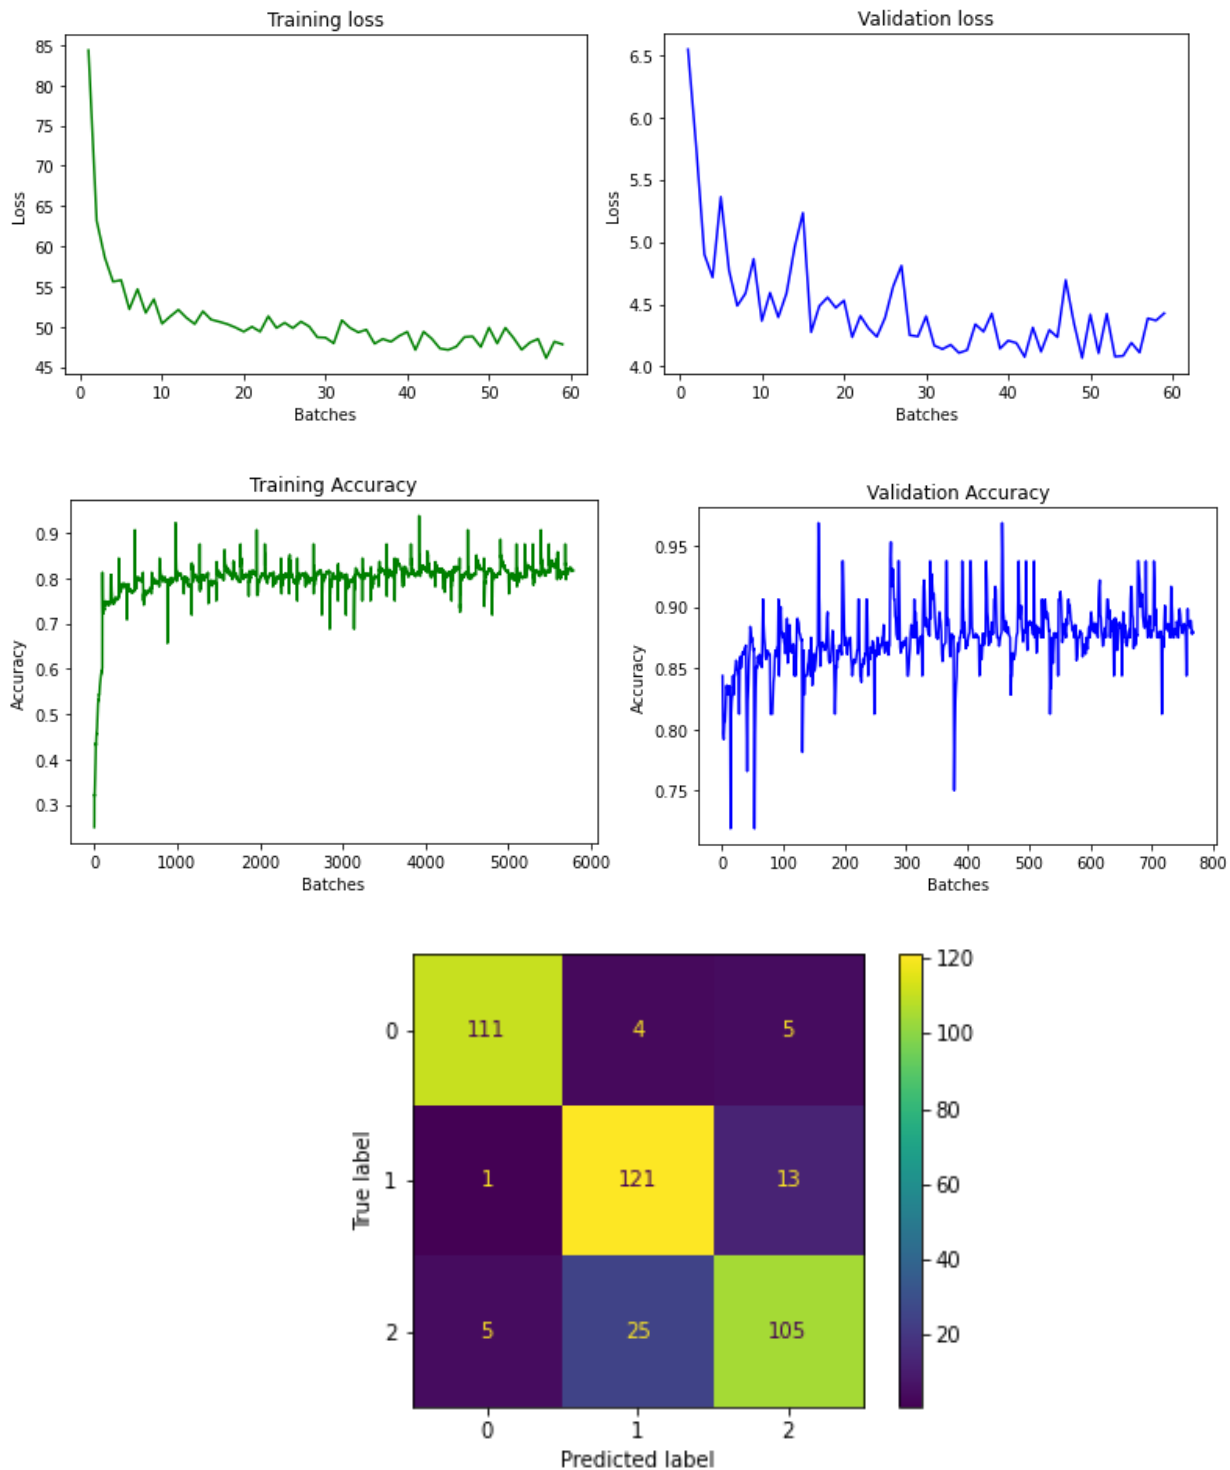 Training loss
85
80
75
70
65
60
55
50
45
Loss
0 10 20 30 40 50 60
Batches
Validation loss
6.5
6.0
5.5
5.0
4.5
4.0
Loss
0 10 20 30 40 50 60
Batches
Training Accuracy
0.9
0.8
0.7
0.6
0.5
0.4
0.3
Accuracy
0 1000 2000 3000 4000 5000 6000
Batches
Validation Accuracy
0.95
0.90
0.85
0.80
0.75
Accuracy
0 100 200 300 400 500 600 700 800
Batches
True label
0 111 4 5
1 1 121 13
2 5 25 105
0 1 2
Predicted label
120
100
80
60
40
20